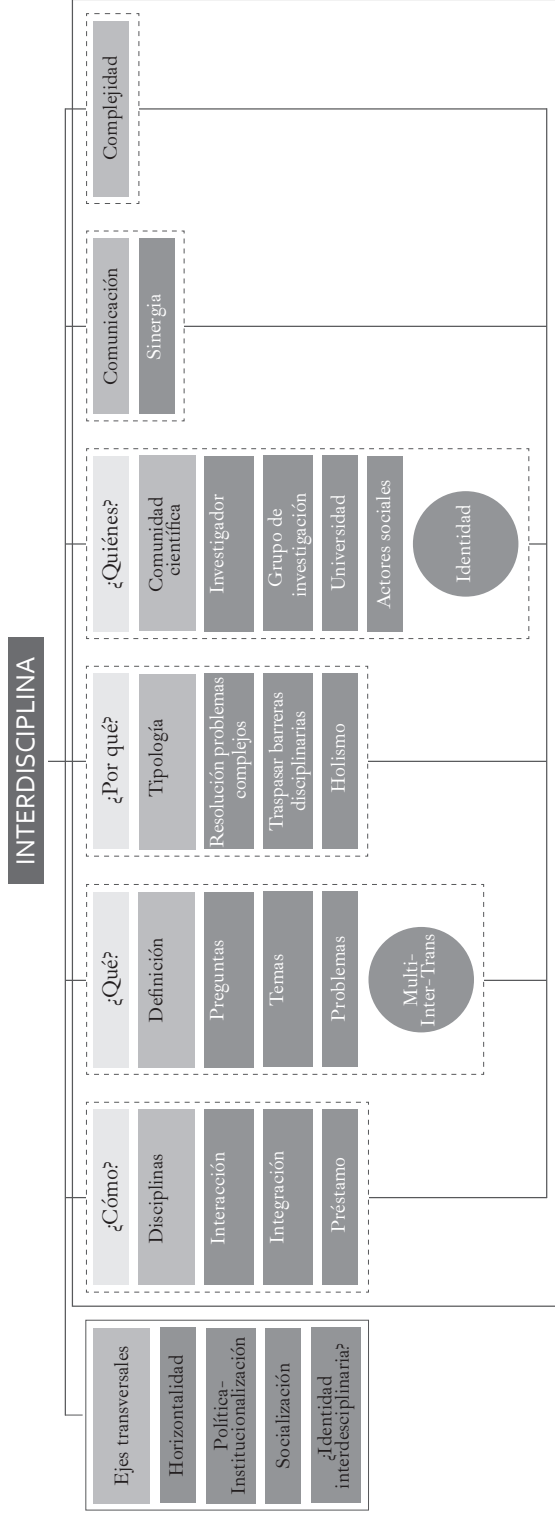 INTERDISCIPLINA
Ejes transversales
Horizontalidad
Política-
Institucionalización
Socialización
¿Identidad
interdesciplinaria?
¿Cómo?
Disciplinas
Interacción
Integración
Préstamo
¿Qué?
Definición
Preguntas
Temas
Problemas
Multi-
Inter-Trans
¿Por qué?
Tipología
Resolución problemas
complejos
Traspasar barreras
disciplinarias
Holismo
¿Quiénes?
Comunidad
científica
Investigador
Grupo de
investigación
Universidad
Actores sociales
Identidad
Comunicación
Sinergia
Complejidad